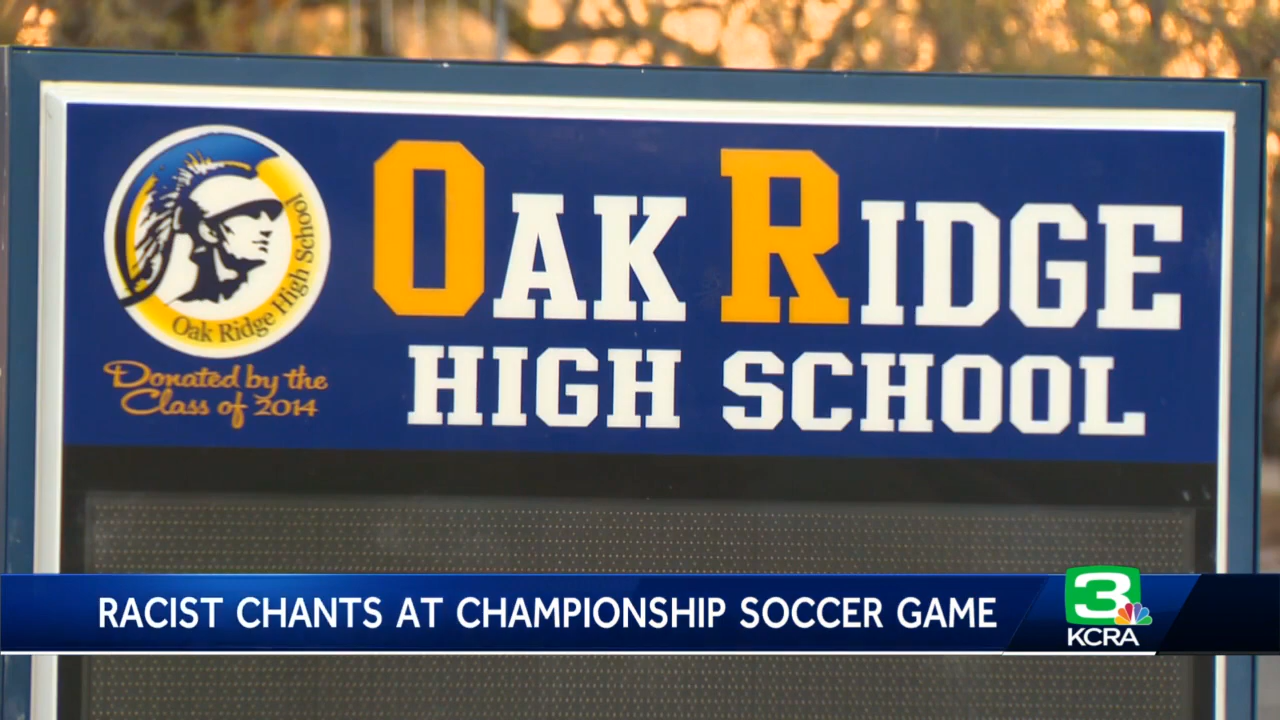 OAK RIDGE
HIGH SCHOOL
Oak Ridge High School
Donated by the
Class of 2014
RACIST CHANTS AT CHAMPIONSHIP SOCCER GAME
3
KCRA